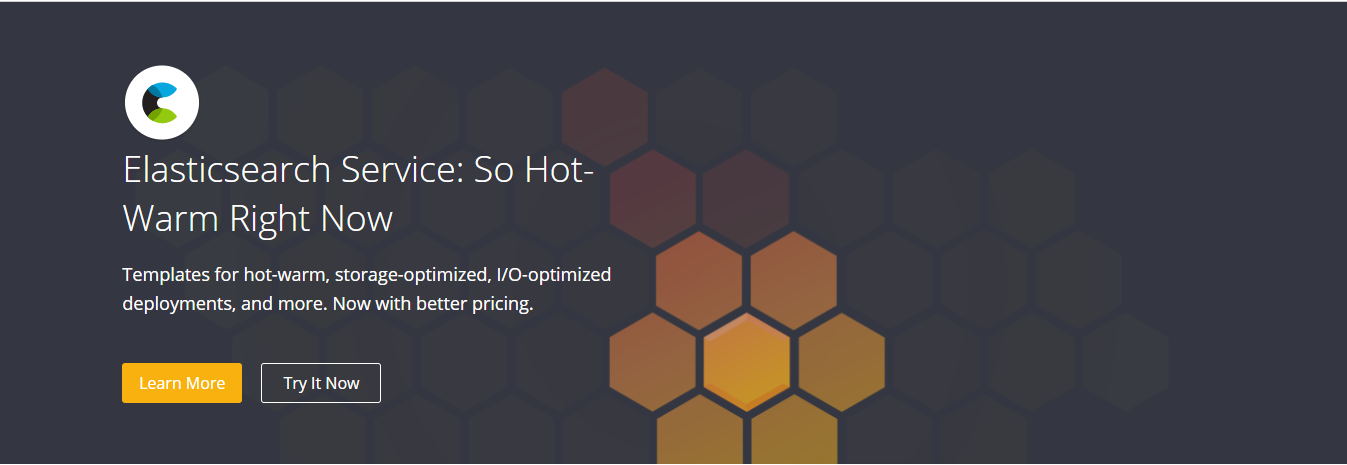 Elasticsearch Service: So Hot-
Warm Right Now
Templates for hot-warm, storage-optimized, I/O-optimized
deployments, and more. Now with better pricing.
Learn More
Try It Now